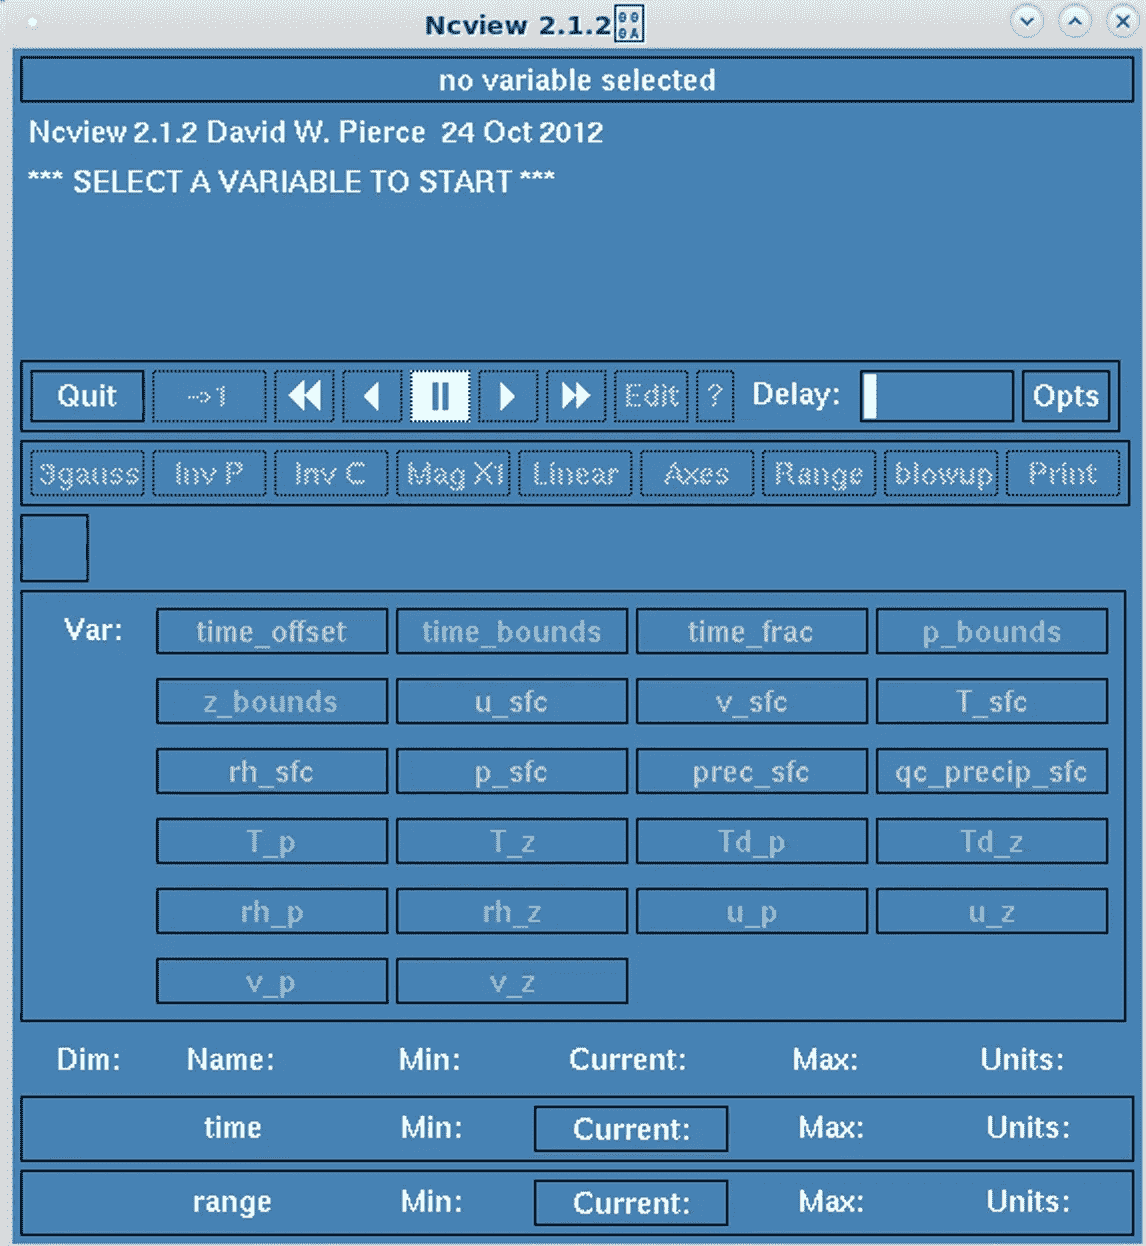 Ncview 2.1.2
no variable selected
Ncview 2.1.2 David W. Pierce 24 Oct 2012
*** SELECT A VARIABLE TO START ***
Quit ->1 Edit ? Delay: Opts
3gauss Inv P Inv C Mag X1 Linear Axes Range blowup Print
Var: time_offset time_bounds time_frac p_bounds
z_bounds u_sfc v_sfc T_sfc
rh_sfc p_sfc prec_sfc qc_precip_sfc
T_p T_z Td_p Td_z
rh_p rh_z u_p u_z
v_p v_z
Dim: Name: Min: Current: Max: Units:
time Min: Current: Max: Units:
range Min: Current: Max: Units: